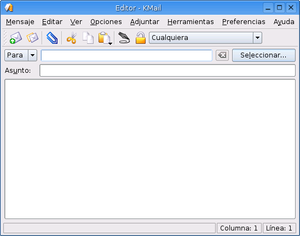 Editor - KMail
Mensaje Editar Ver Opciones Adjuntar Herramientas Preferencias Ayuda
Cualquiera
Para Seleccionar...
Asunto:
Columna: 1 Línea: 1